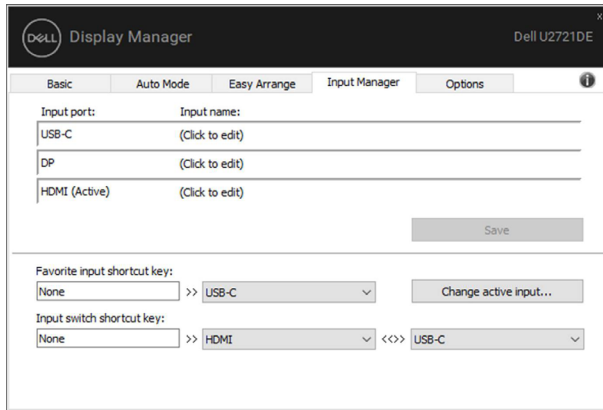 DELL Display Manager Dell U2721DE x
Basic Auto Mode Easy Arrange Input Manager Options i
Input port: Input name:
USB-C (Click to edit)
DP (Click to edit)
HDMI (Active) (Click to edit)
Save
Favorite input shortcut key:
None >> USB-C Change active input...
Input switch shortcut key:
None >> HDMI <<>> USB-C